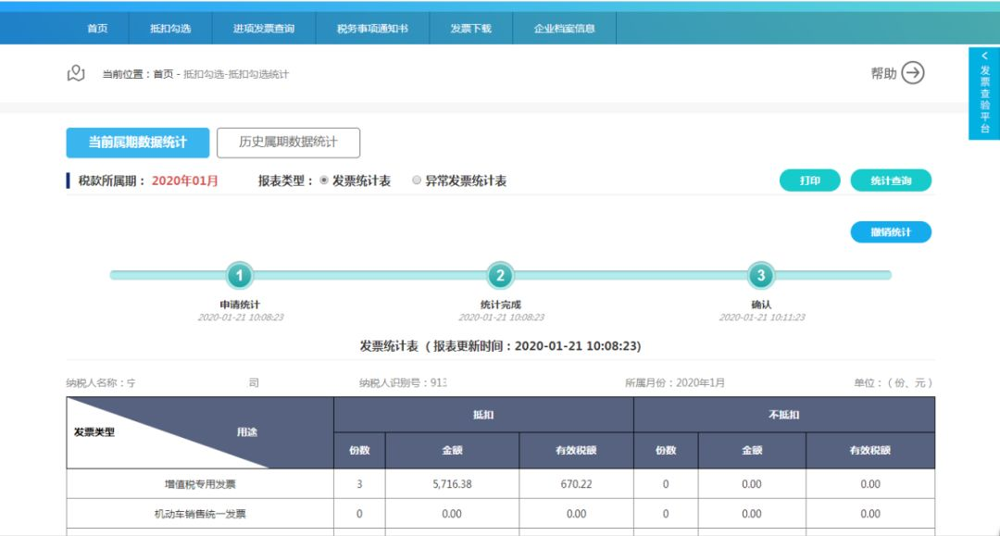 首页 抵扣勾选 进项发票查询 税务事项通知书 发票下载 企业档案信息
当前位置：首页 - 抵扣勾选-抵扣勾选统计 帮助
发票查验平台
当前属期数据统计 历史属期数据统计
税款所属期： 2020年01月 报表类型： 发票统计表 异常发票统计表 打印 统计查询
撤销统计
1 2 3
申请统计 统计完成 确认
2020-01-21 10:08:23 2020-01-21 10:08:23 2020-01-21 10:11:23
发票统计表（ 报表更新时间：2020-01-21 10:08:23)
纳税人名称：宁 司 纳税人识别号：913 所属月份：2020年1月 单位：（ 份、元 ）
发票类型 用途 抵扣 不抵扣
份数 金额 有效税额 份数 金额 有效税额
增值税专用发票 3 5,716.38 670.22 0 0.00 0.00
机动车销售统一发票 0 0.00 0.00 0 0.00 0.00